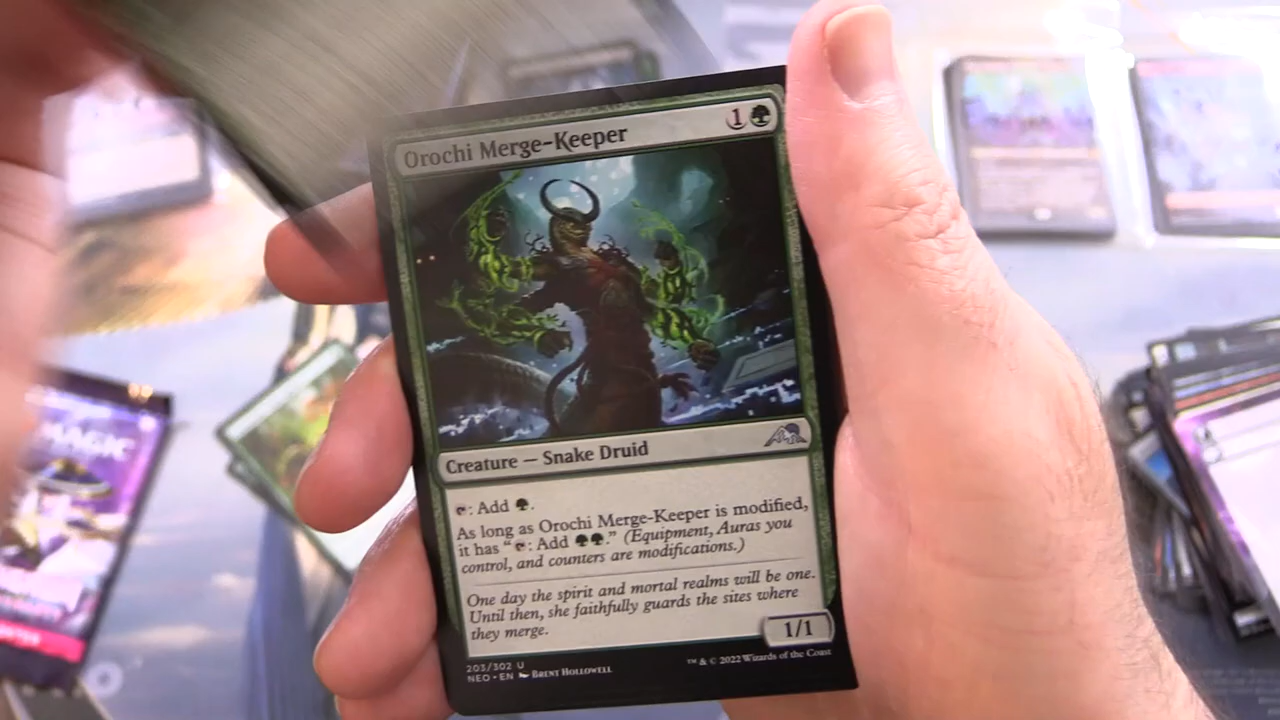 Orochi Merge-Keeper 1
Creature — Snake Druid
: Add .
As long as Orochi Merge-Keeper is modified,
it has “: Add .” (Equipment, Auras you
control, and counters are modifications.)
One day the spirit and mortal realms will be one.
Until then, she faithfully guards the sites where
they merge.
1/1
203/302 U
NEO • EN Brent Hollowell
™ & © 2022 Wizards of the Coast
MAGIC